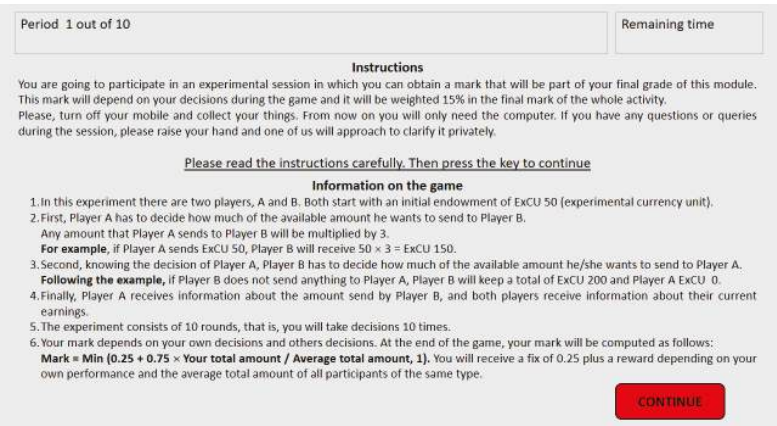 Period  1 out of 10
Remaining time
Instructions
You are going to participate in an experimental session in which you can obtain a mark that will be part of your final grade of this module.
This mark will depend on your decisions during the game and it will be weighted 15% in the final mark of the whole activity.
Please, turn off your mobile and collect your things. From now on you will only need the computer. If you have any questions or queries
during the session, please raise your hand and one of us will approach to clarify it privately.
Please read the instructions carefully. Then press the key to continue
Information on the game
1. In this experiment there are two players, A and B. Both start with an initial endowment of ExCU 50 (experimental currency unit).
2. First, Player A has to decide how much of the available amount he wants to send to Player B.
Any amount that Player A sends to Player B will be multiplied by 3.
For example, if Player A sends ExCU 50, Player B will receive 50 × 3 = ExCU 150.
3. Second, knowing the decision of Player A, Player B has to decide how much of the available amount he/she wants to send to Player A.
Following the example, if Player B does not send anything to Player A, Player B will keep a total of ExCU 200 and Player A ExCU  0.
4. Finally, Player A receives information about the amount send by Player B, and both players receive information about their current
earnings.
5. The experiment consists of 10 rounds, that is, you will take decisions 10 times.
6. Your mark depends on your own decisions and others decisions. At the end of the game, your mark will be computed as follows:
Mark = Min (0.25 + 0.75 × Your total amount / Average total amount, 1). You will receive a fix of 0.25 plus a reward depending on your
own performance and the average total amount of all participants of the same type.
CONTINUE